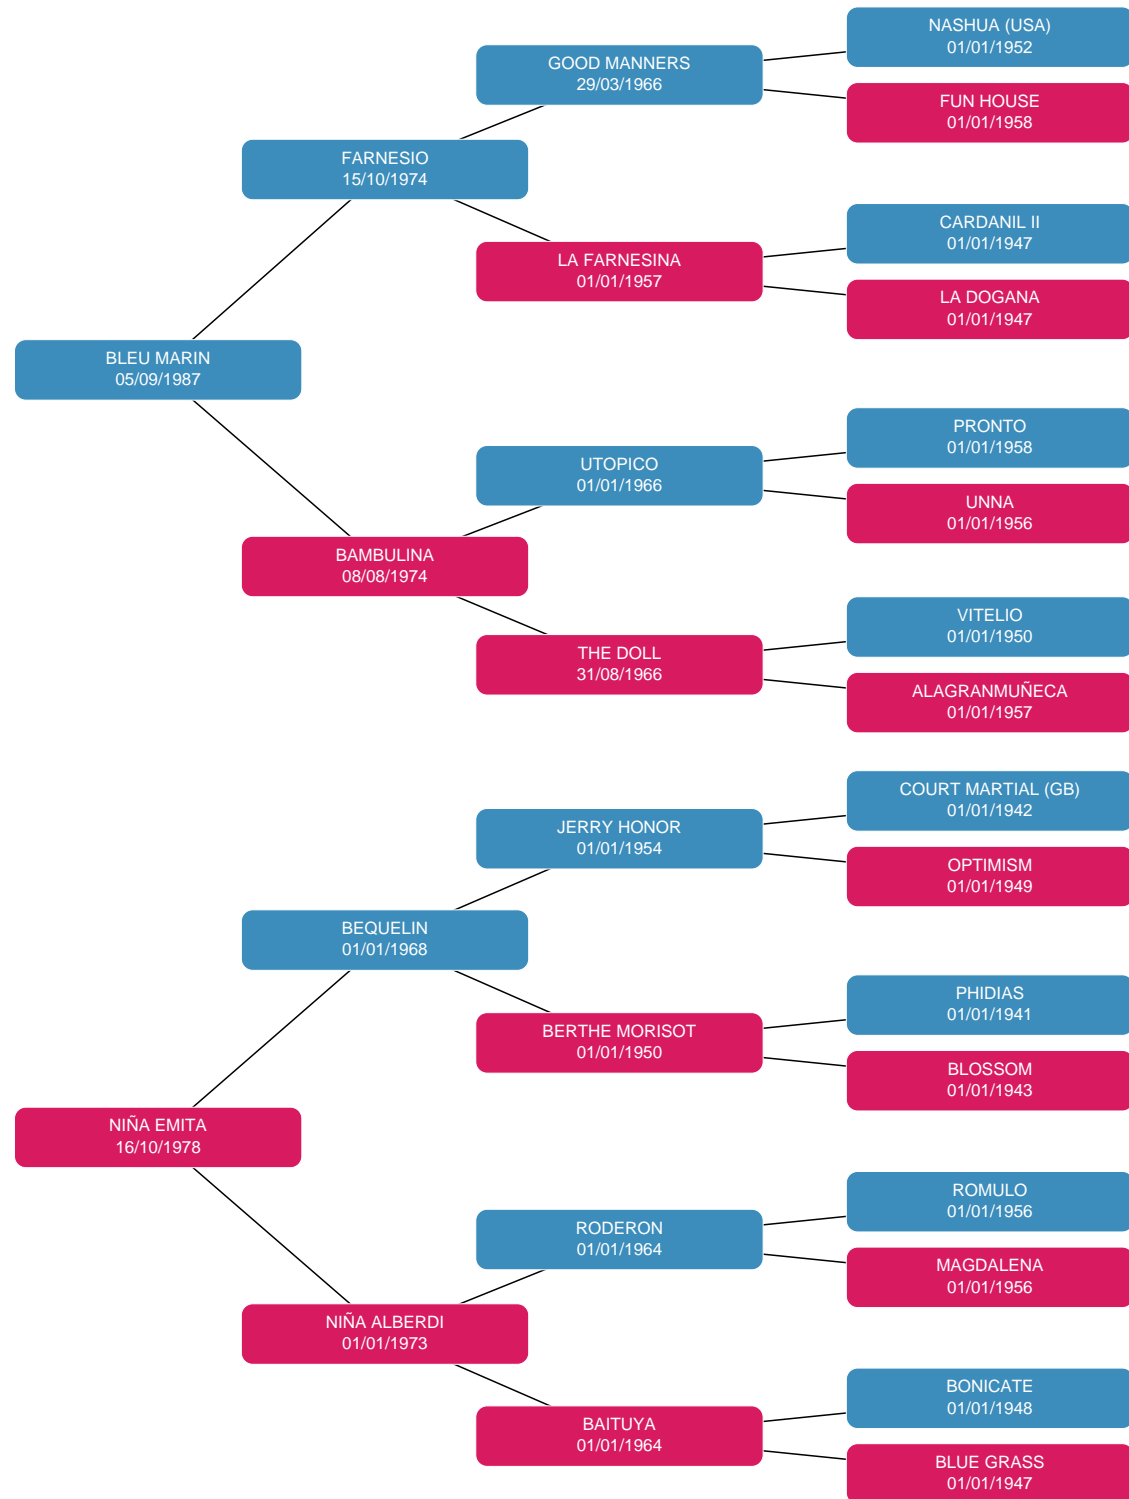 NASHUA (USA)
01/01/1952
GOOD MANNERS
29/03/1966
FUN HOUSE
01/01/1958
FARNESIO
15/10/1974
CARDANIL II
01/01/1947
LA FARNESINA
01/01/1957
LA DOGANA
01/01/1947
BLEU MARIN
05/09/1987
PRONTO
01/01/1958
UTOPICO
01/01/1966
UNNA
01/01/1956
BAMBULINA
08/08/1974
VITELIO
01/01/1950
THE DOLL
31/08/1966
ALAGRANMUÑECA
01/01/1957
COURT MARTIAL (GB)
01/01/1942
JERRY HONOR
01/01/1954
OPTIMISM
01/01/1949
BEQUELIN
01/01/1968
PHIDIAS
01/01/1941
BERTHE MORISOT
01/01/1950
BLOSSOM
01/01/1943
NIÑA EMITA
16/10/1978
ROMULO
01/01/1956
RODERON
01/01/1964
MAGDALENA
01/01/1956
NIÑA ALBERDI
01/01/1973
BONICATE
01/01/1948
BAITUYA
01/01/1964
BLUE GRASS
01/01/1947